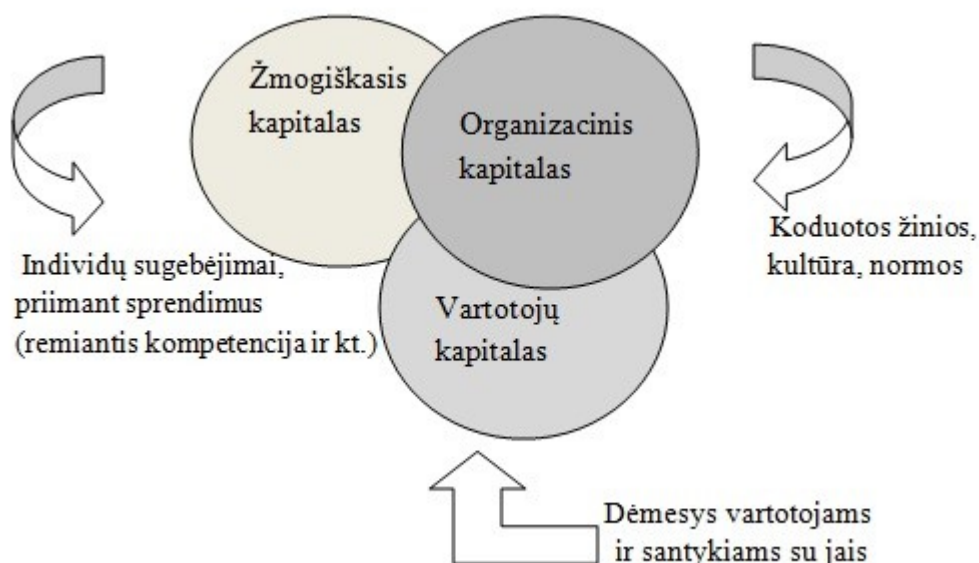 Žmogiškasis
kapitalas
Organizacinis
kapitalas
Koduotos žinios,
kultūra, normos
Individų sugebėjimai,
priimant sprendimus
(remiantis kompetencija ir kt.)
Vartotojų
kapitalas
Dėmesys vartotojams
ir santykiams su jais